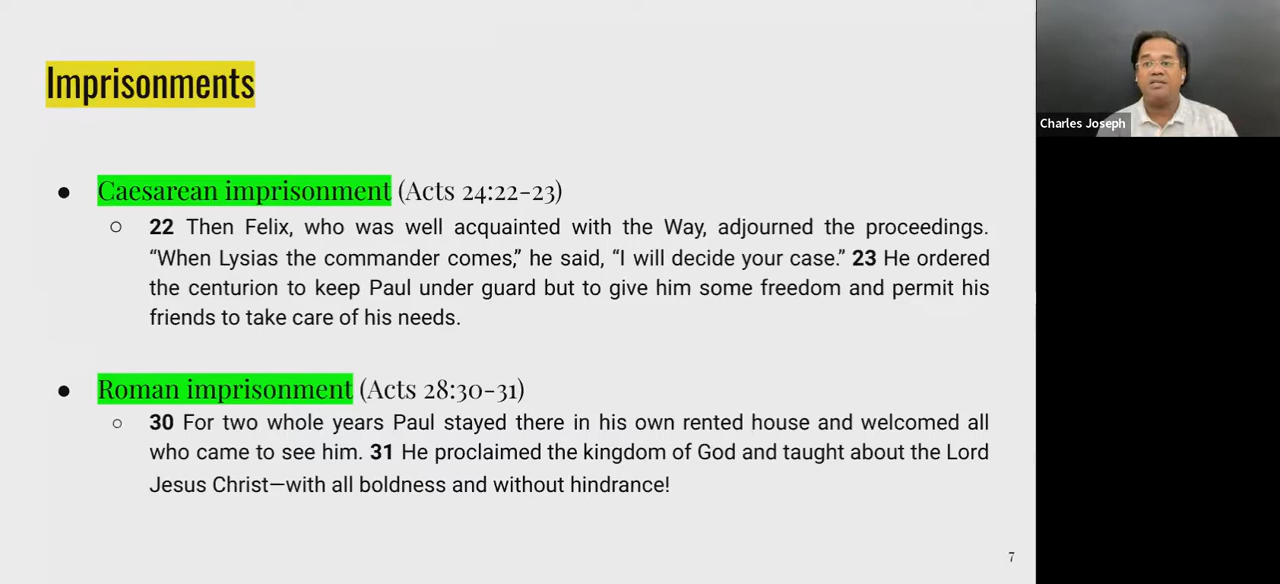 Imprisonments
Charles Joseph
● Caesarean imprisonment (Acts 24:22-23)
○ 22 Then Felix, who was well acquainted with the Way, adjourned the proceedings.
“When Lysias the commander comes,” he said, “I will decide your case.” 23 He ordered
the centurion to keep Paul under guard but to give him some freedom and permit his
friends to take care of his needs.
● Roman imprisonment (Acts 28:30-31)
○ 30 For two whole years Paul stayed there in his own rented house and welcomed all
who came to see him. 31 He proclaimed the kingdom of God and taught about the Lord
Jesus Christ—with all boldness and without hindrance!
7